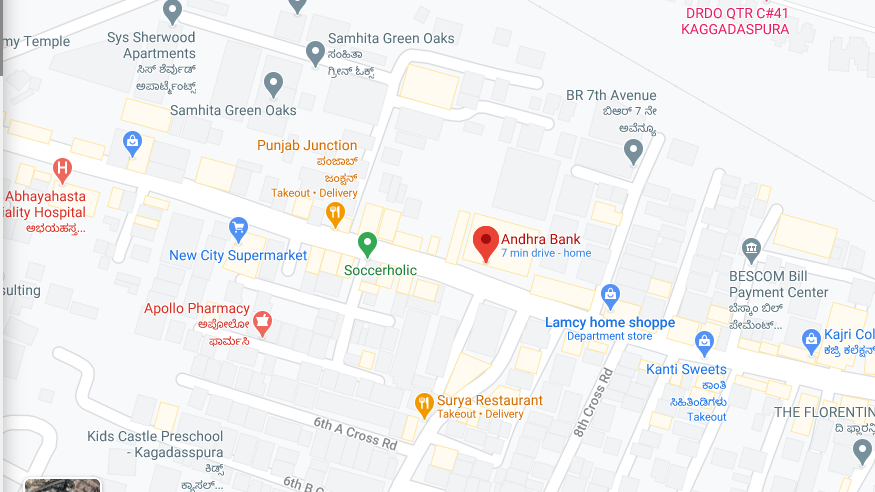 DRDO QTR C#41
KAGGADASPURA
my Temple
Sys Sherwood
Apartments
ಸಿಸ್ ಶೆರ್ವುಡ್
ಅಪಾರ್ಟ್ಮೆಂಟ್ಸ್
Samhita Green Oaks
ಸಂಹಿತಾ
ಗ್ರೀನ್ ಓಕ್ಸ್
Samhita Green Oaks
BR 7th Avenue
ಬಿಆರ್ 7 ನೇ
ಅವೆನ್ಯೂ
Punjab Junction
ಪಂಜಾಬ್
ಜಂಕ್ಷನ್
Takeout • Delivery
H
Abhayahasta
iality Hospital
ಅಭಯಹಸ್ತ...
New City Supermarket
Soccerholic
Andhra Bank
7 min drive - home
BESCOM Bill
Payment Center
ಬೆಸ್ಕಾಂ ಬಿಲ್
ಪೇಮೆಂಟ್...
sulting
Apollo Pharmacy
ಅಪೋಲೋ
ಫಾರ್ಮಸಿ
Lamcy home shoppe
Department store
Kajri Col
ಕಜ್ರಿ ಕಲೆಕ್ಷನ್
Kanti Sweets
ಕಾಂತಿ
ಸಿಹಿತಿಂಡಿಗಳು
Takeout
Surya Restaurant
Takeout • Delivery
8th Cross Rd
THE FLORENTIN
ದಿ ಫ್ಲಾರೆನ್
6th A Cross Rd
Kids Castle Preschool
- Kagadasspura
ಕಿಡ್ಸ್
ಕ್ಯಾಸಲ್...
6th B C